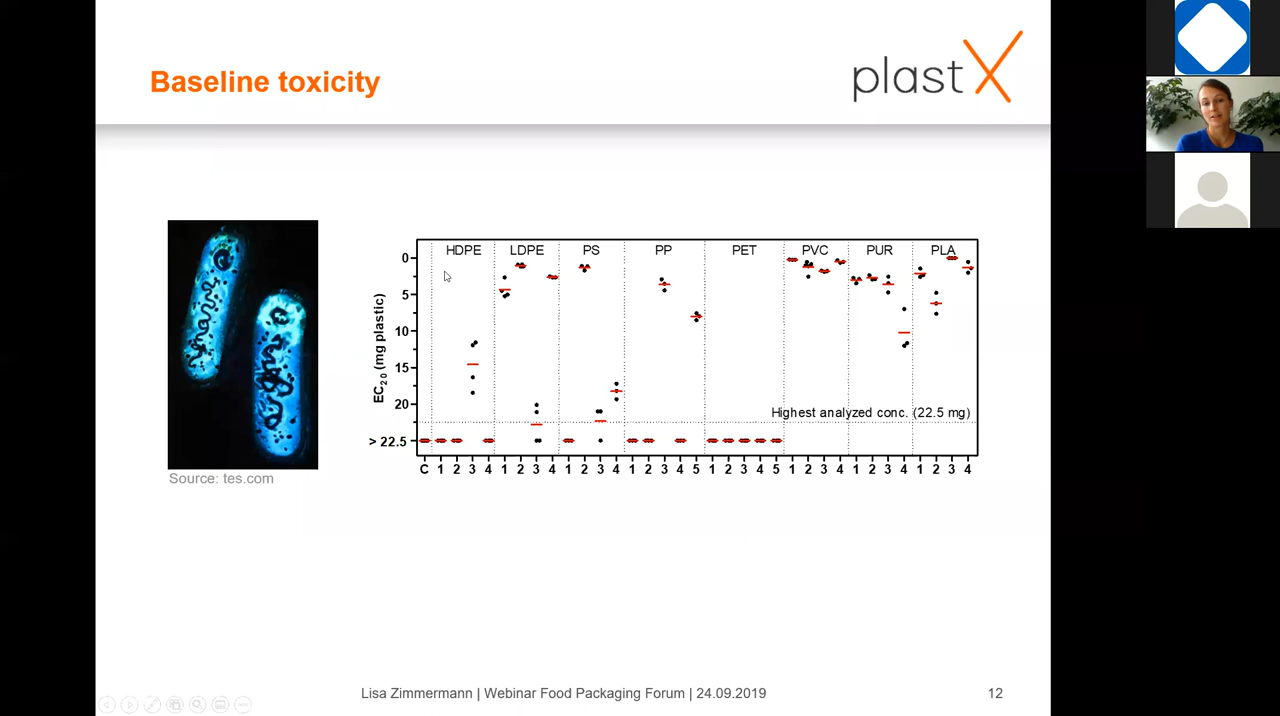 Baseline toxicity
plastX
HDPE LDPE PS PP PET PVC PUR PLA
EC20 (mg plastic)
0
5
10
15
20
> 22.5
Highest analyzed conc. (22.5 mg)
C 1 2 3 4 1 2 3 4 1 2 3 4 1 2 3 4 5 1 2 3 4 5 1 2 3 4 1 2 3 4 1 2 3 4
Source: tes.com
Lisa Zimmermann | Webinar Food Packaging Forum | 24.09.2019
12